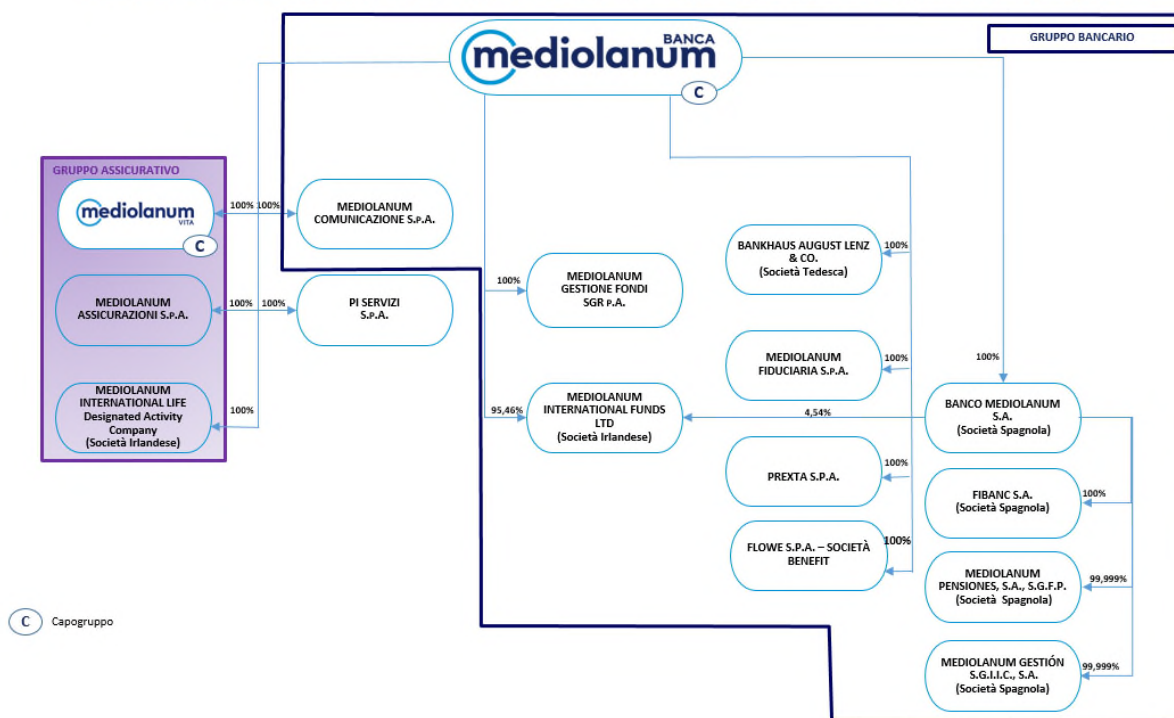 BANCA
mediolanum
C
GRUPPO BANCARIO
GRUPPO ASSICURATIVO
mediolanum
VITA
C
100%
100%
MEDIOLANUM
COMUNICAZIONE S.P.A.
MEDIOLANUM
ASSICURAZIONI S.P.A.
100%
100%
PI SERVIZI
S.P.A.
MEDIOLANUM
INTERNATIONAL LIFE
Designated Activity
Company
(Società Irlandese)
100%
100%
MEDIOLANUM
GESTIONE FONDI
SGR P.A.
95,46%
MEDIOLANUM
INTERNATIONAL FUNDS
LTD
(Società Irlandese)
4,54%
BANKHAUS AUGUST LENZ
& CO.
(Società Tedesca)
100%
MEDIOLANUM
FIDUCIARIA S.P.A.
100%
PREXTA S.P.A.
100%
FLOWE S.P.A. – SOCIETÀ
BENEFIT
100%
100%
BANCO MEDIOLANUM
S.A.
(Società Spagnola)
FIBANC S.A.
(Società Spagnola)
100%
MEDIOLANUM
PENSIONES, S.A., S.G.F.P.
(Società Spagnola)
99,999%
MEDIOLANUM GESTIÓN
S.G.I.I.C., S.A.
(Società Spagnola)
99,999%
C
Capogruppo